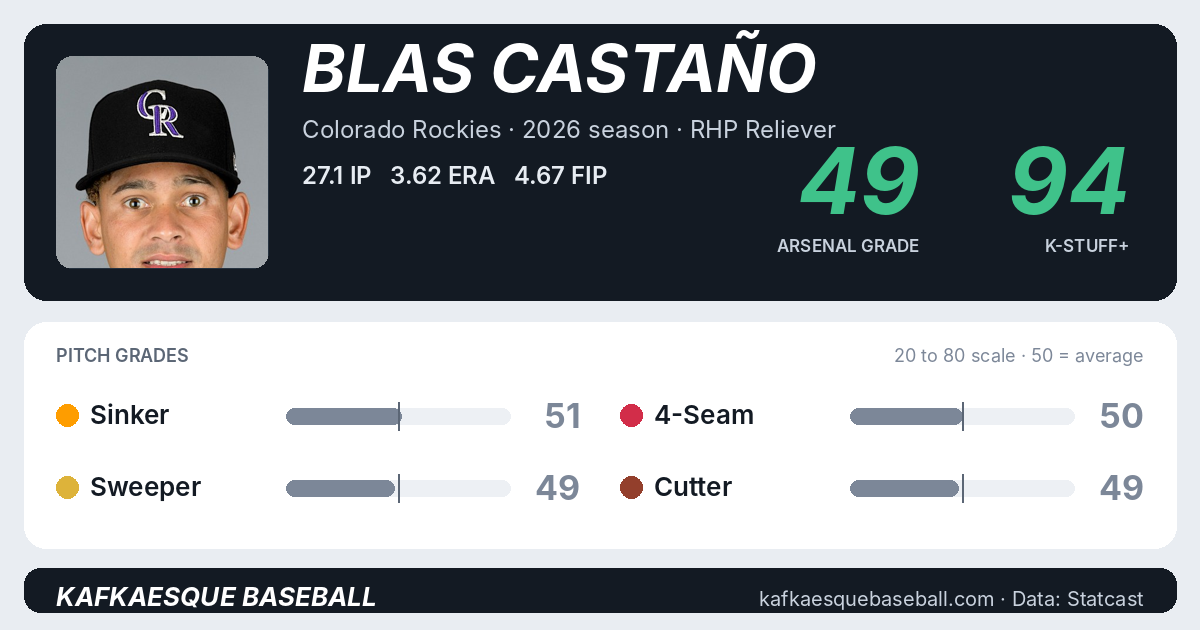 BLAS CASTAÑO
Colorado Rockies · 2026 season · RHP Reliever
27.1 IP 3.62 ERA 4.67 FIP
49 94
ARSENAL GRADE K-STUFF+
CR
PITCH GRADES 20 to 80 scale · 50 = average
Sinker 51 4-Seam 50
Sweeper 49 Cutter 49
KAFKAESQUE BASEBALL kafkaesquebaseball.com · Data: Statcast